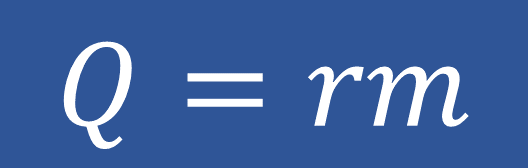 Q = rm